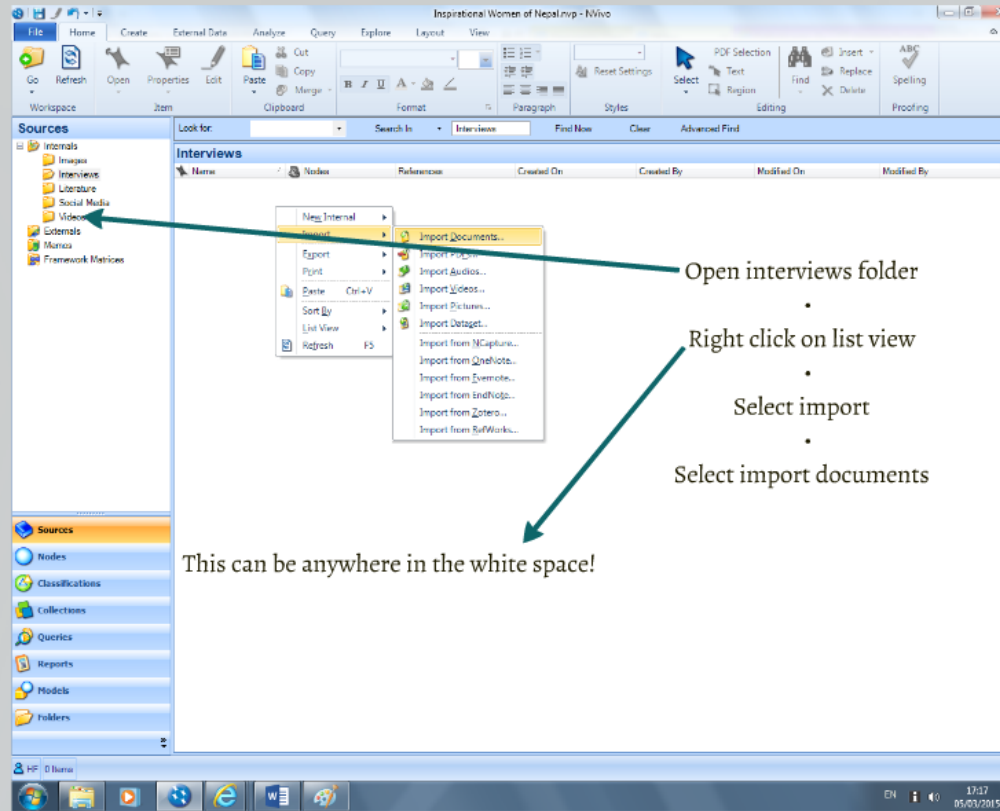 Inspirational Women of Nepal.nvp - NVivo
File Home Create External Data Analyze Query Explore Layout View
Go Refresh Open Properties Edit Paste Cut Copy Merge
B I U A
Reset Settings
Select PDF Selection Text Region Find Insert Replace Delete
ABC
Spelling
Workspace Item Clipboard Format Paragraph Styles Editing Proofing
Sources
Look for: Search In Interviews Find Now Clear Advanced Find
Internals
Images
Interviews
Literature
Social Media
Videos
Externals
Memos
Framework Matrices
Interviews
Name Nodes References Created On Created By Modified On Modified By
New Internal
Import
Export
Print
Paste Ctrl+V
Sort By
List View
Refresh F5
Import Documents...
Import Audios...
Import Videos...
Import Pictures...
Import Dataset...
Import from NCapture...
Import from OneNote...
Import from Evernote...
Import from EndNote...
Import from Zotero...
Import from RefWorks...
Open interviews folder
•
Right click on list view
•
Select import
•
Select import documents
This can be anywhere in the white space!
Sources
Nodes
Classifications
Collections
Queries
Reports
Models
Folders
HF 0 Items
EN 17:17
05/03/2015